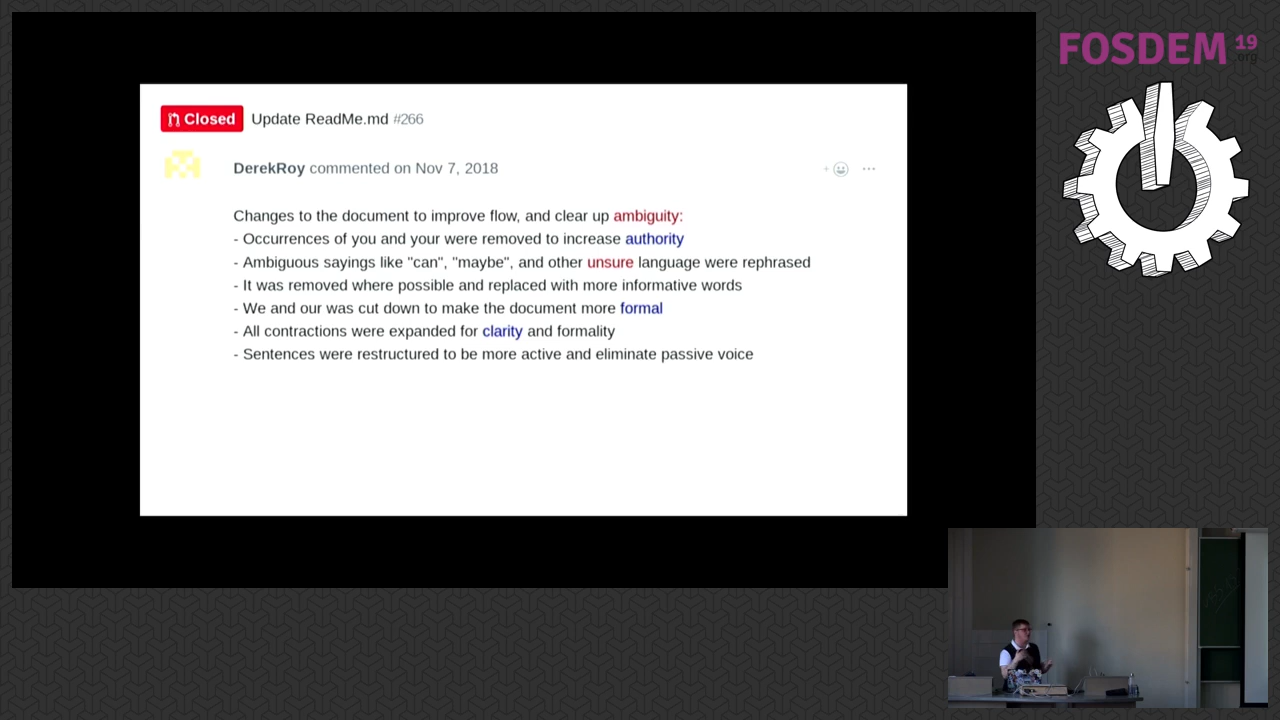 FOSDEM 19
.org
Closed Update ReadMe.md #266
DerekRoy commented on Nov 7, 2018
Changes to the document to improve flow, and clear up ambiguity:
- Occurrences of you and your were removed to increase authority
- Ambiguous sayings like "can", "maybe", and other unsure language were rephrased
- It was removed where possible and replaced with more informative words
- We and our was cut down to make the document more formal
- All contractions were expanded for clarity and formality
- Sentences were restructured to be more active and eliminate passive voice